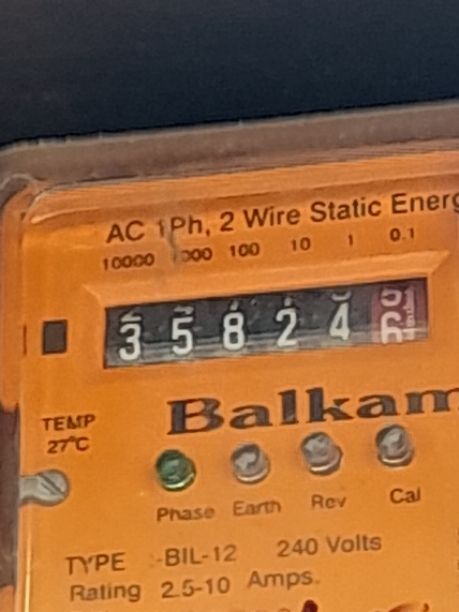 AC 1Ph, 2 Wire Static Energ
10000 1000 100 10 1 0.1
3 5 8 2 4
Balkam
TEMP
27°C
Phase Earth Rev Cal
TYPE -BIL-12 240 Volts
Rating 2.5-10 Amps.